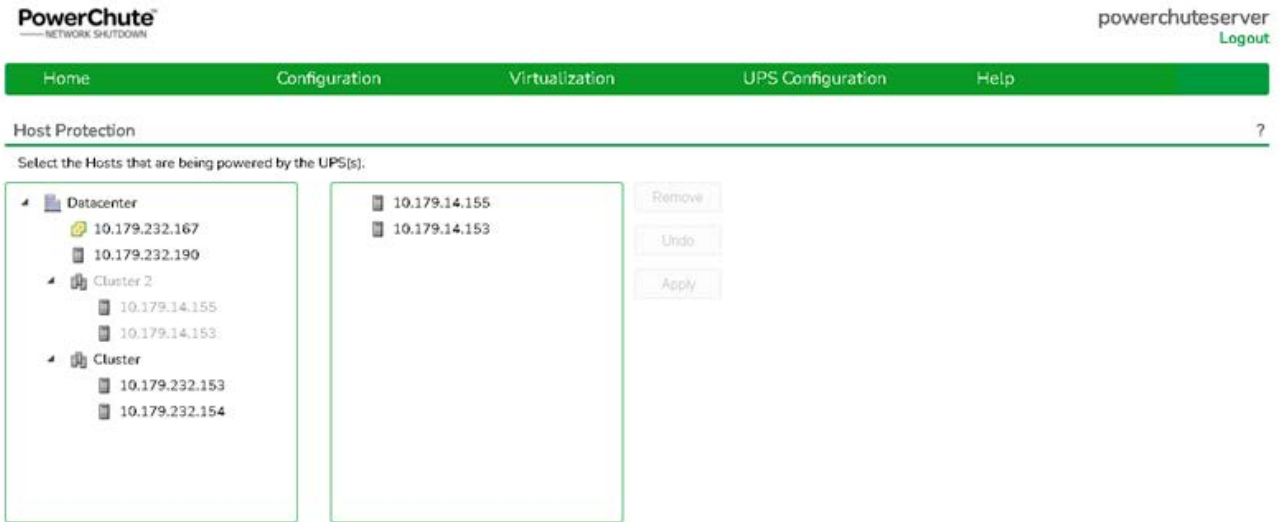 PowerChute™
NETWORK SHUTDOWN
powerchuteserver
Logout
Home Configuration Virtualization UPS Configuration Help
Host Protection ?
Select the Hosts that are being powered by the UPS(s).
Datacenter
10.179.232.167
10.179.232.190
Cluster 2
10.179.14.155
10.179.14.153
Cluster
10.179.232.153
10.179.232.154
10.179.14.155
10.179.14.153
Remove
Undo
Apply